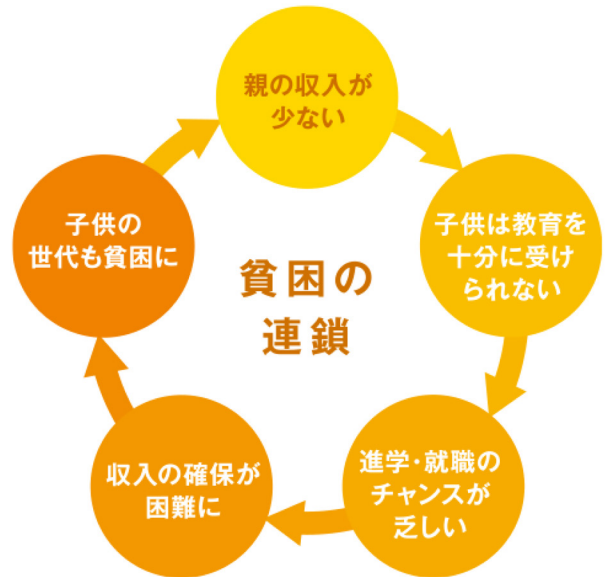 親の収入が
少ない
子供は教育を
十分に受け
られない
進学・就職の
チャンスが
乏しい
収入の確保が
困難に
子供の
世代も貧困に
貧困の
連鎖